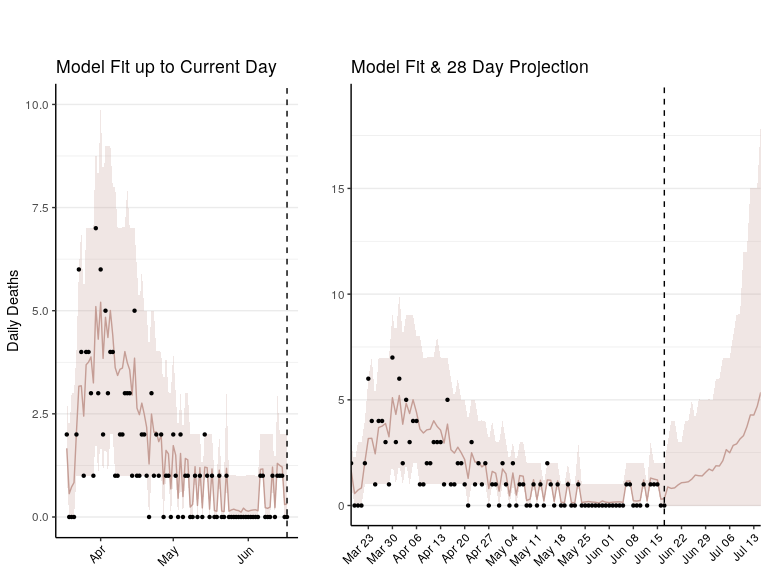 Model Fit up to Current Day
Daily Deaths
10.0
7.5
5.0
2.5
0.0
Apr
May
Jun
Model Fit & 28 Day Projection
15
10
5
0
Mar 23
Mar 30
Apr 06
Apr 13
Apr 20
Apr 27
May 04
May 11
May 18
May 25
Jun 01
Jun 08
Jun 15
Jun 22
Jun 29
Jul 06
Jul 13